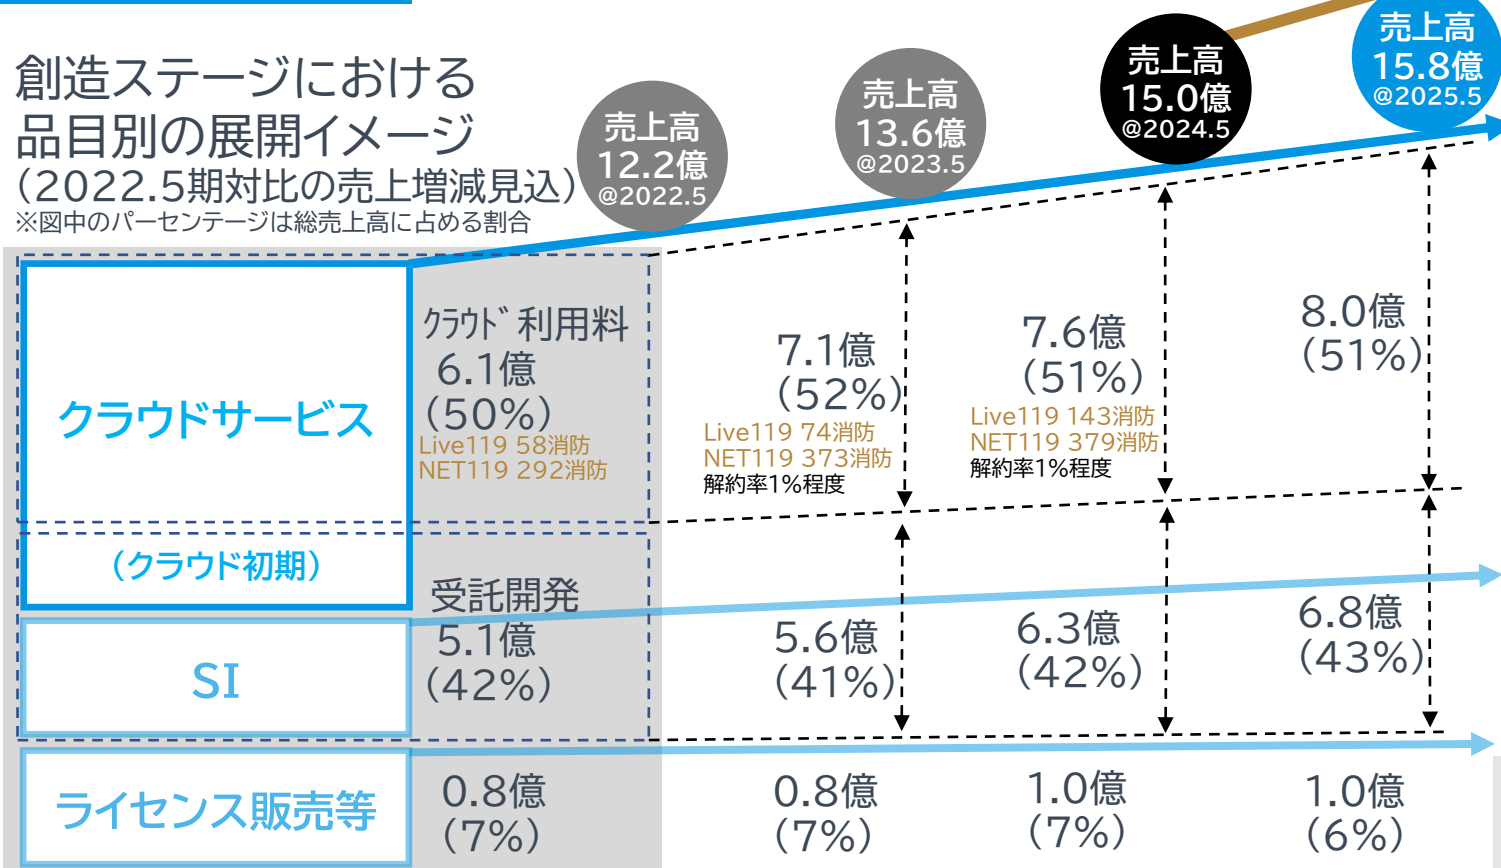 創造ステージにおける
品目別の展開イメージ
(2022.5期対比の売上増減見込)
※図中のパーセンテージは総売上高に占める割合
売上高
12.2億
@2022.5
売上高
13.6億
@2023.5
売上高
15.0億
@2024.5
売上高
15.8億
@2025.5
クラウドサービス
(クラウド初期)
クラウド利用料
6.1億
(50%)
Live119 58消防
NET119 292消防
7.1億
(52%)
Live119 74消防
NET119 373消防
解約率1%程度
7.6億
(51%)
Live119 143消防
NET119 379消防
解約率1%程度
8.0億
(51%)
SI
受託開発
5.1億
(42%)
5.6億
(41%)
6.3億
(42%)
6.8億
(43%)
ライセンス販売等
0.8億
(7%)
0.8億
(7%)
1.0億
(7%)
1.0億
(6%)